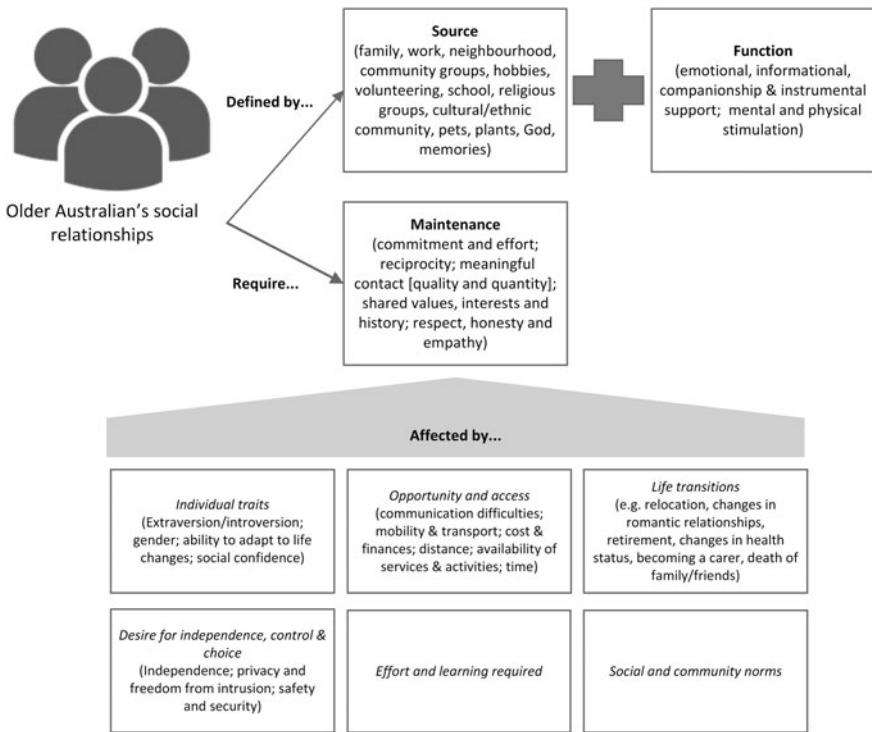 Source
(family, work, neighbourhood,
community groups, hobbies,
volunteering, school, religious
groups, cultural/ethnic
community, pets, plants, God,
memories)
Function
(emotional, informational,
companionship & instrumental
support;  mental and physical
stimulation)
Defined by...
Older Australian's social
relationships
Require...
Maintenance
(commitment and effort;
reciprocity; meaningful
contact [quality and quantity];
shared values, interests and
history; respect, honesty and
empathy)
Affected by...
Individual traits
(Extraversion/introversion;
gender; ability to adapt to life
changes; social confidence)
Opportunity and access
(communication difficulties;
mobility & transport; cost &
finances; distance; availability of
services & activities; time)
Life transitions
(e.g. relocation, changes in
romantic relationships,
retirement, changes in health
status, becoming a carer, death of
family/friends)
Desire for independence, control &
choice
(Independence; privacy and
freedom from intrusion; safety
and security)
Effort and learning required
Social and community norms